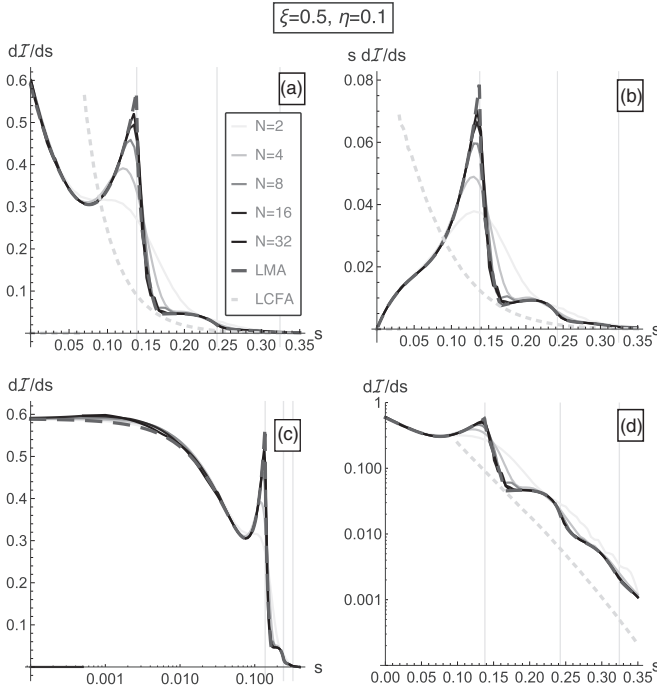 ξ=0.5, η=0.1
dI/ds
0.6
0.5
0.4
0.3
0.2
0.1
0.05 0.10 0.15 0.20 0.25 0.30 0.35 s
(a)
N=2
N=4
N=8
N=16
N=32
LMA
LCFA
s dI/ds
0.08
0.06
0.04
0.02
0.05 0.10 0.15 0.20 0.25 0.30 0.35 s
(b)
dI/ds
0.6
0.5
0.4
0.3
0.2
0.1
0.001 0.010 0.100 s
(c)
dI/ds
1
0.100
0.010
0.001
0.00 0.05 0.10 0.15 0.20 0.25 0.30 0.35 s
(d)